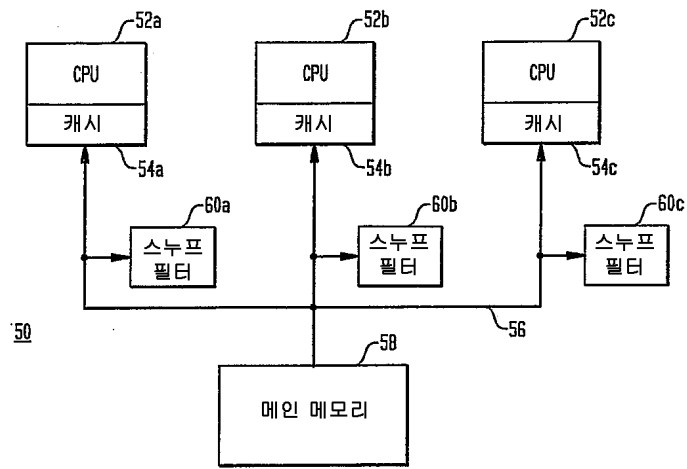 52a
52b
52c
CPU
CPU
CPU
캐시
캐시
캐시
54a
54b
54c
60a
60b
60c
스누프
필터
스누프
필터
스누프
필터
50
56
58
메인 메모리